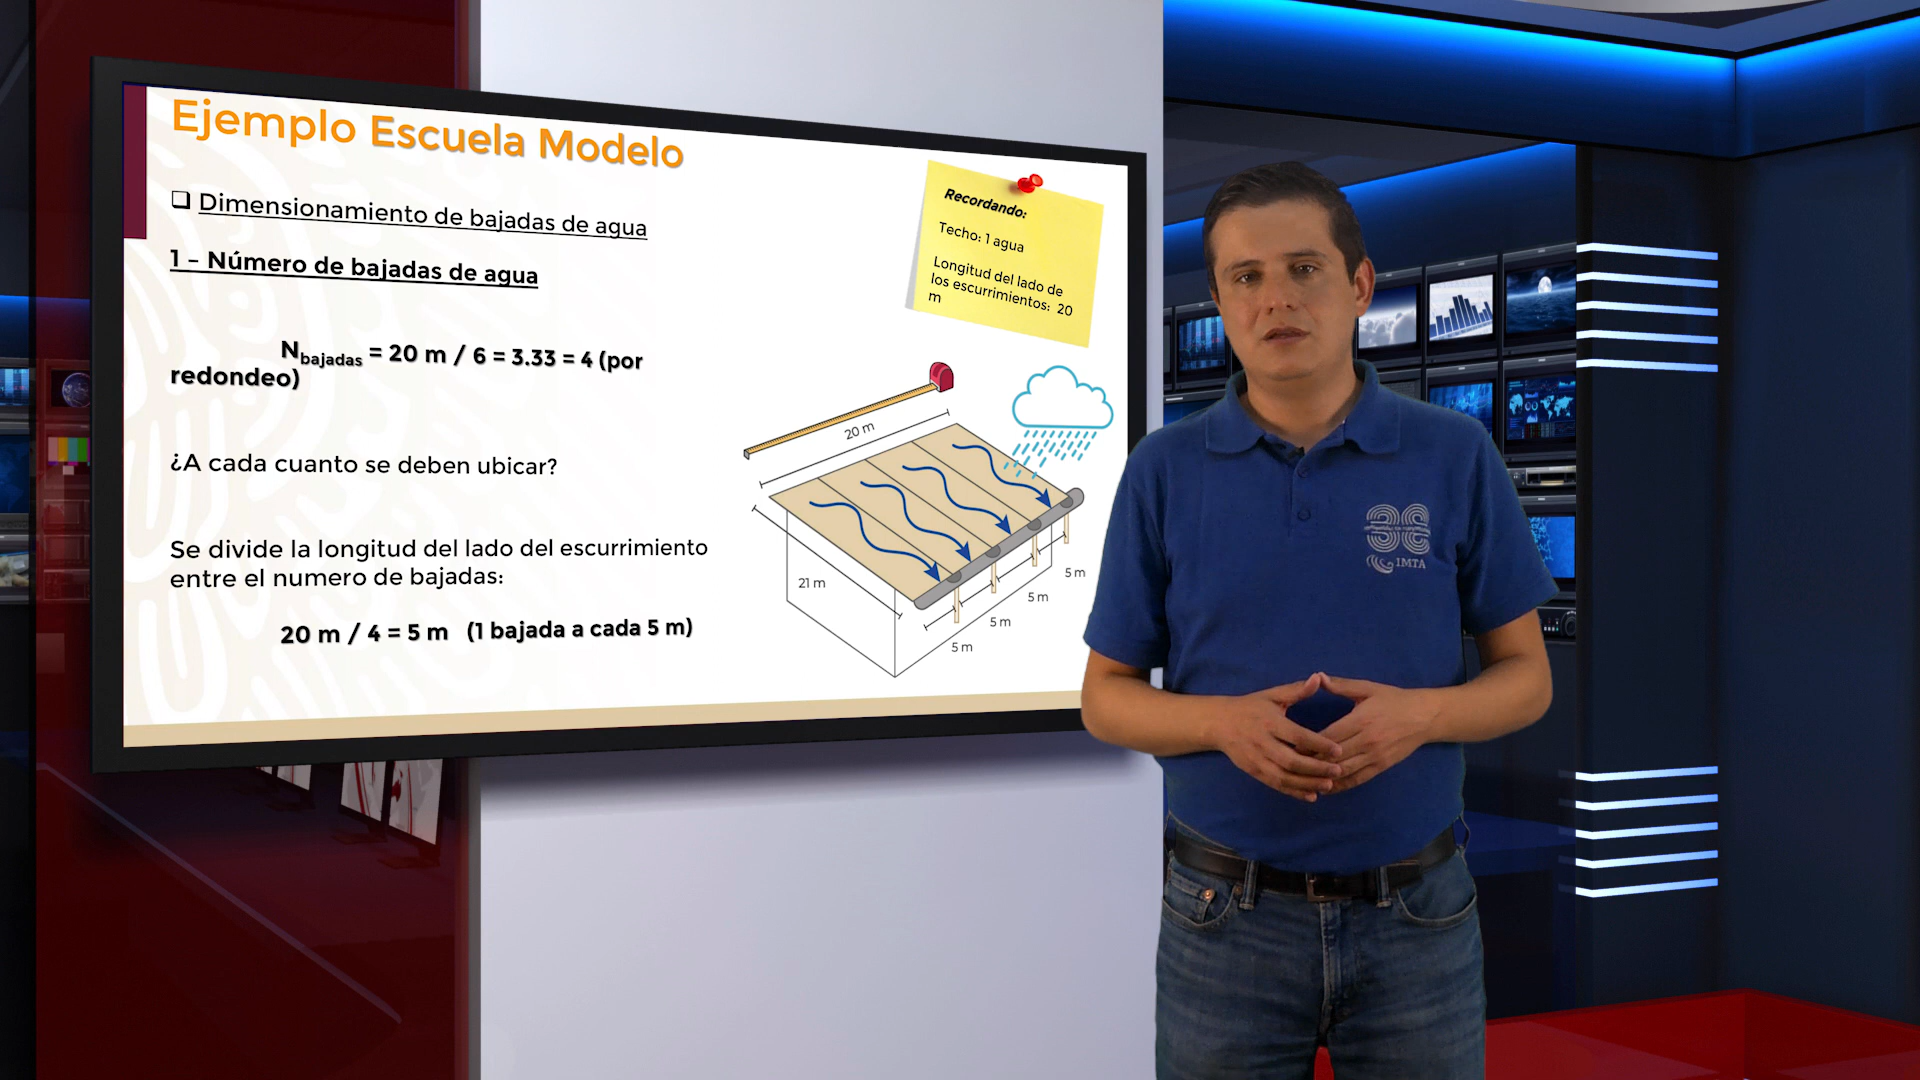 Ejemplo Escuela Modelo
Dimensionamiento de bajadas de agua
1 – Número de bajadas de agua
N bajadas = 20 m / 6 = 3.33 = 4 (por
redondeo)
¿A cada cuanto se deben ubicar?
Se divide la longitud del lado del escurrimiento
entre el numero de bajadas:
20 m / 4 = 5 m (1 bajada a cada 5 m)
Recordando:
Techo: 1 agua
Longitud del lado de
los escurrimientos: 20
m
20 m
21 m
5 m
5 m
5 m
5 m
IMTA